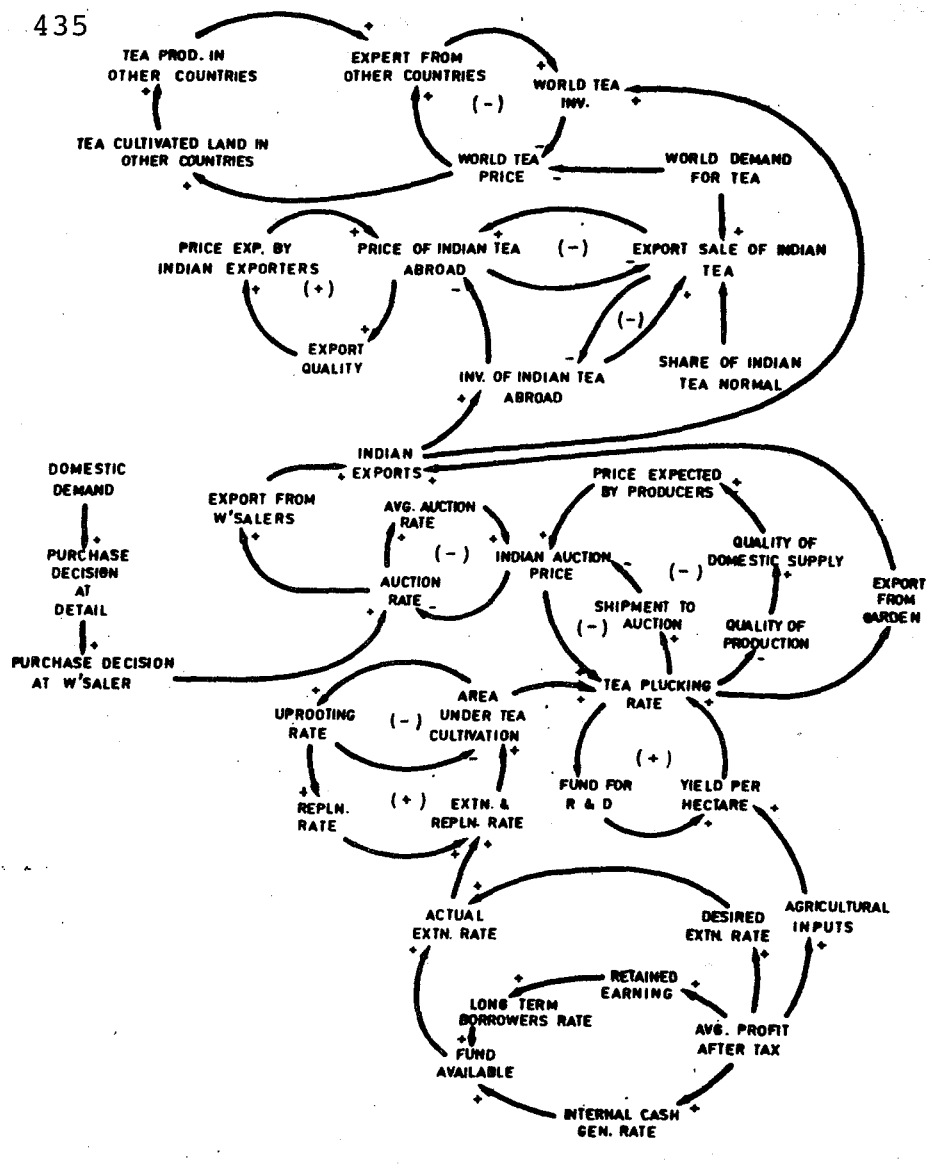 435
TEA PROD. IN
OTHER COUNTRIES
EXPERT FROM
OTHER COUNTRIES
WORLD TEA
INV.
(-)
TEA CULTIVATED LAND IN
OTHER COUNTRIES
WORLD TEA
PRICE
WORLD DEMAND
FOR TEA
PRICE EXP. BY
INDIAN EXPORTERS
(+)
PRICE OF INDIAN TEA
ABROAD
(-)
EXPORT SALE OF INDIAN
TEA
(-)
EXPORT
QUALITY
INV. OF INDIAN TEA
ABROAD
SHARE OF INDIAN
TEA NORMAL
INDIAN
EXPORTS
DOMESTIC
DEMAND
EXPORT FROM
W'SALERS
AVG. AUCTION
RATE
PRICE EXPECTED
BY PRODUCERS
PURCHASE
DECISION
AT
DETAIL
(-)
INDIAN AUCTION
PRICE
QUALITY OF
DOMESTIC SUPPLY
(-)
AUCTION
RATE
SHIPMENT TO
AUCTION
(-)
QUALITY OF
PRODUCTION
EXPORT
FROM
GARDEN
PURCHASE DECISION
AT W'SALER
TEA PLUCKING
RATE
UPROOTING
RATE
(-)
AREA
UNDER TEA
CULTIVATION
(+)
FUND FOR
R & D
YIELD PER
HECTARE
REPLN.
RATE
(+)
EXTN. &
REPLN. RATE
ACTUAL
EXTN. RATE
DESIRED
EXTN. RATE
AGRICULTURAL
INPUTS
RETAINED
EARNING
LONG TERM
BORROWERS RATE
AVG. PROFIT
AFTER TAX
FUND
AVAILABLE
INTERNAL CASH
GEN. RATE